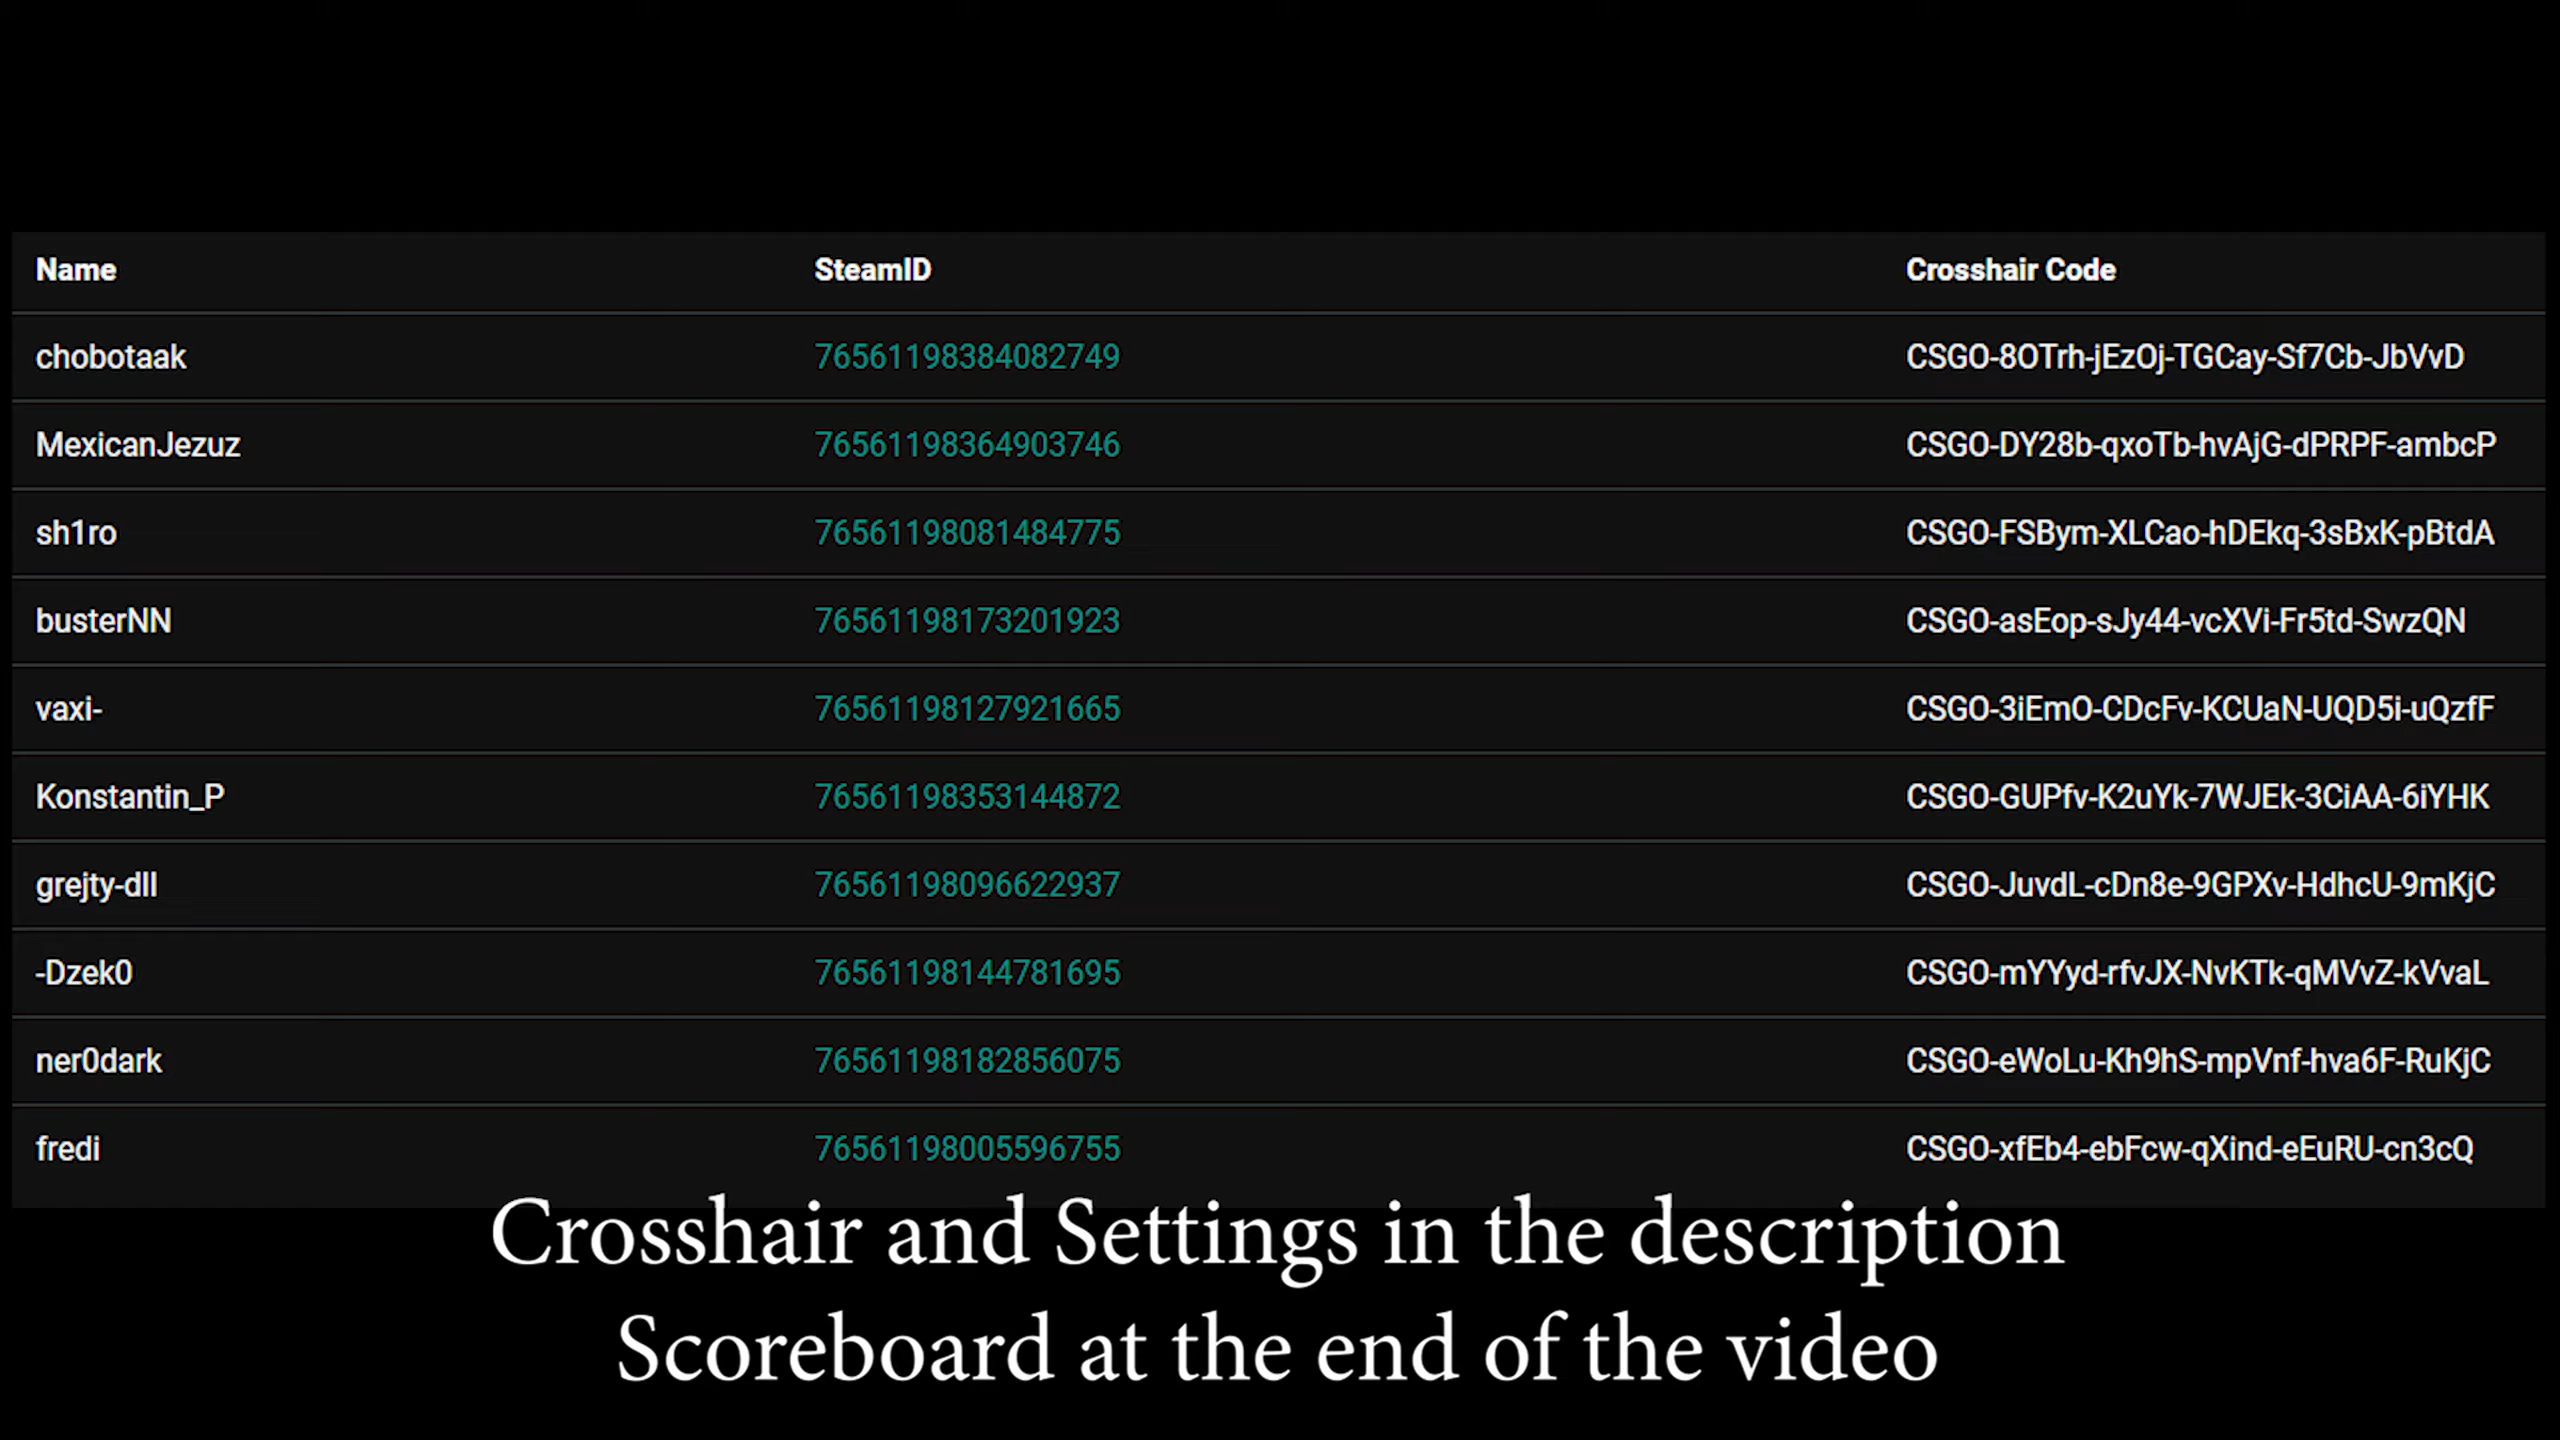 Name SteamID Crosshair Code
chobotaak 76561198384082749 CSGO-8OTrh-jEzOj-TGCay-Sf7Cb-JbVvD
MexicanJezuz 76561198364903746 CSGO-DY28b-qxoTb-hvAjG-dPRPF-ambcP
sh1ro 76561198081484775 CSGO-FSBym-XLCao-hDEkq-3sBxK-pBtdA
busterNN 76561198173201923 CSGO-asEop-sJy44-vcXVi-Fr5td-SwzQN
vaxi- 76561198127921665 CSGO-3iEmO-CDcFv-KCUaN-UQD5i-uQzfF
Konstantin_P 76561198353144872 CSGO-GUPfv-K2uYk-7WJEk-3CiAA-6iYHK
grejty-dll 76561198096622937 CSGO-JuvdL-cDn8e-9GPXv-HdhcU-9mKjC
-Dzek0 76561198144781695 CSGO-mYYyd-rfvJX-NvKTk-qMVvZ-kVvaL
ner0dark 76561198182856075 CSGO-eWoLu-Kh9hS-mpVnf-hva6F-RuKjC
fredi 76561198005596755 CSGO-xfEb4-ebFcw-qXind-eEuRU-cn3cQ
Crosshair and Settings in the description
Scoreboard at the end of the video